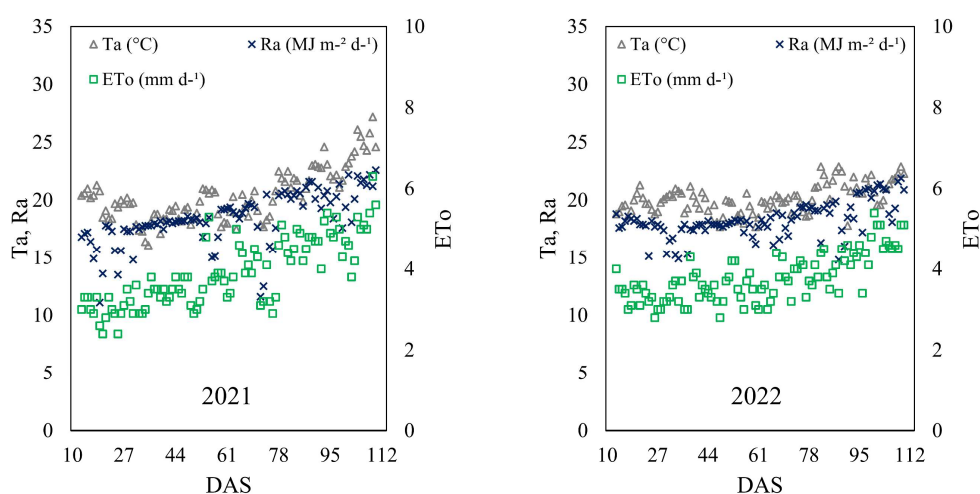 35
30
25
20
15
10
5
0
Ta, Ra
Ta (°C)
Ra (MJ m-² d-¹)
ETo (mm d-¹)
2021
10
8
6
4
2
0
ETo
10 27 44 61 78 95 112
DAS
35
30
25
20
15
10
5
0
Ta, Ra
Ta (°C)
Ra (MJ m-² d-¹)
ETo (mm d-¹)
2022
10
8
6
4
2
0
ETo
10 27 44 61 78 95 112
DAS